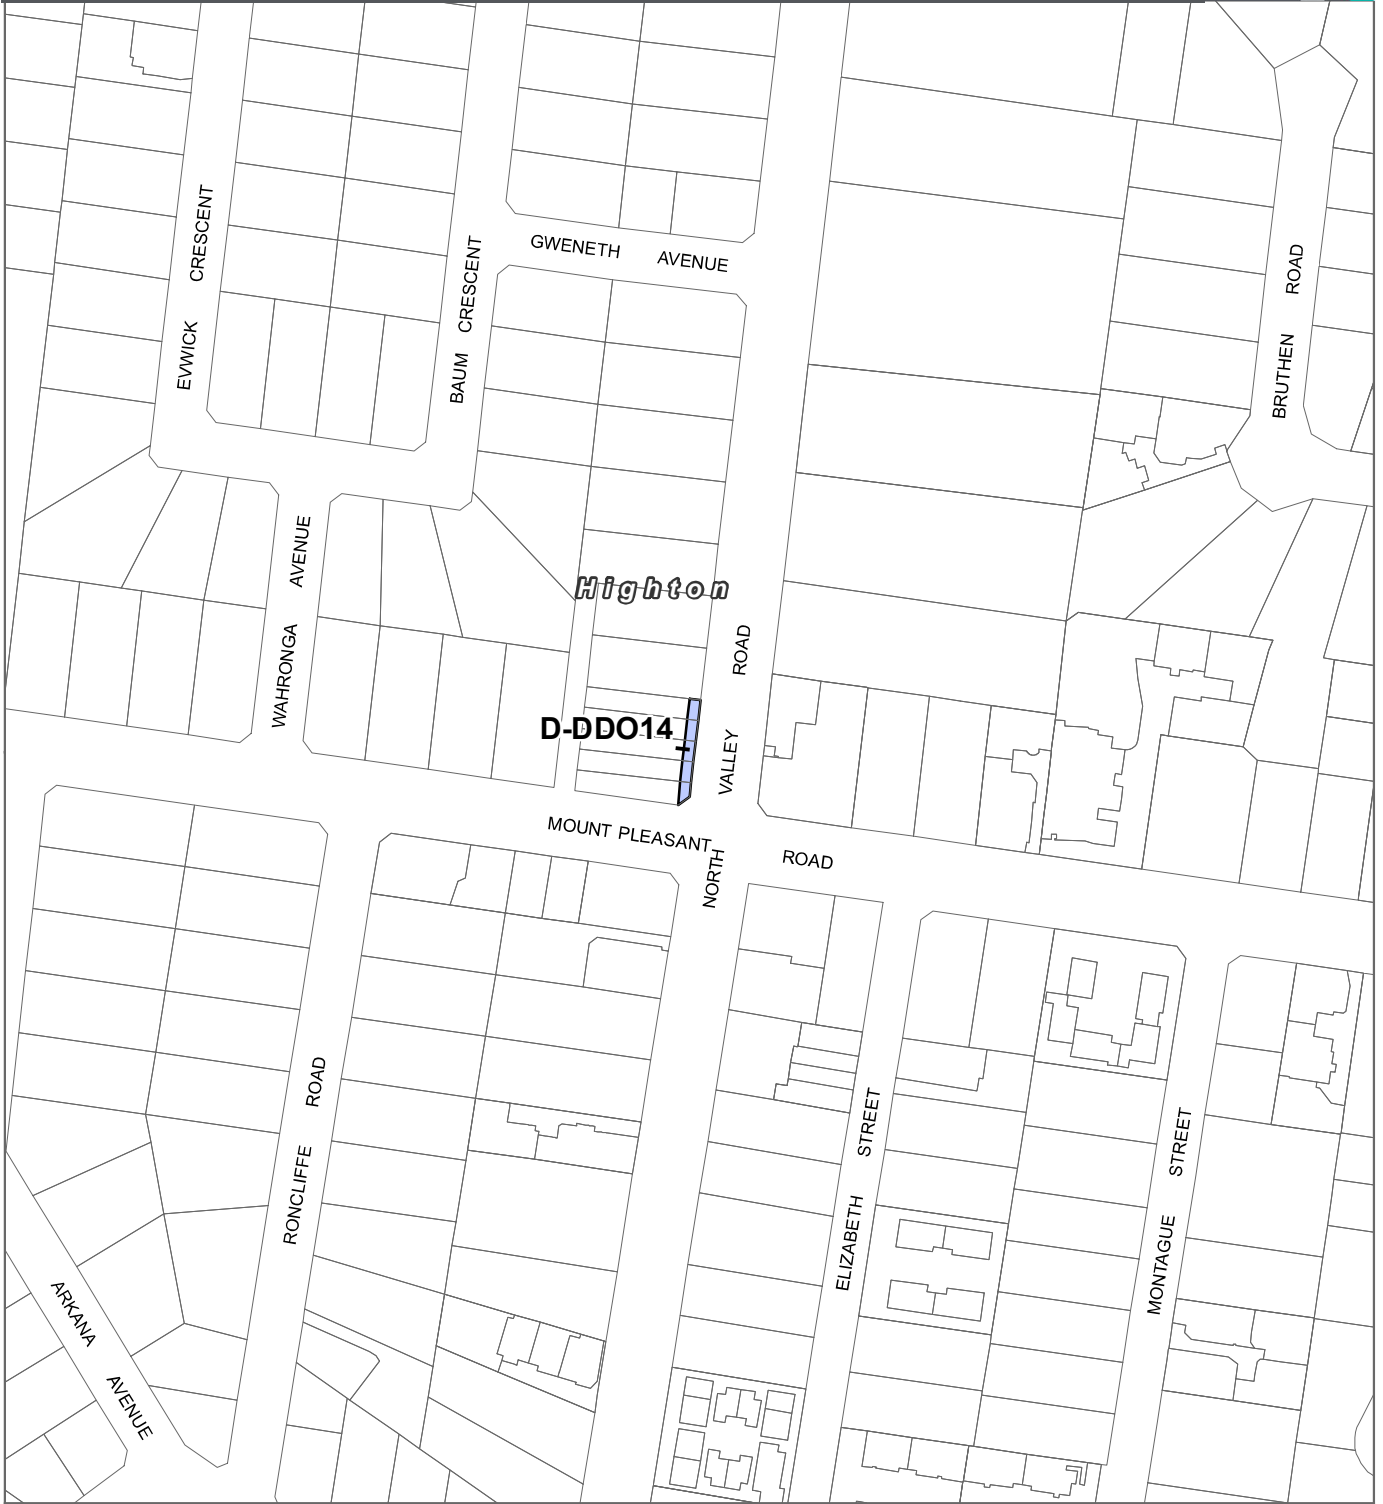 EVWICK CRESCENT
BAUM CRESCENT
GWENETH AVENUE
BRUTHEN ROAD
WAHRONGA AVENUE
Highton
D-DDO14
NORTH VALLEY ROAD
MOUNT PLEASANT ROAD
RONCLIFFE ROAD
ELIZABETH STREET
MONTAGUE STREET
ARKANA AVENUE